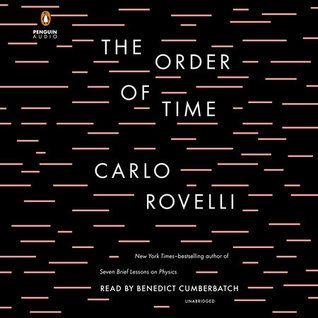 PENGUIN
AUDIO
THE
ORDER
OF TIME
CARLO
ROVELLI
New York Times–bestselling author of
Seven Brief Lessons on Physics
READ BY BENEDICT CUMBERBATCH
UNABRIDGED